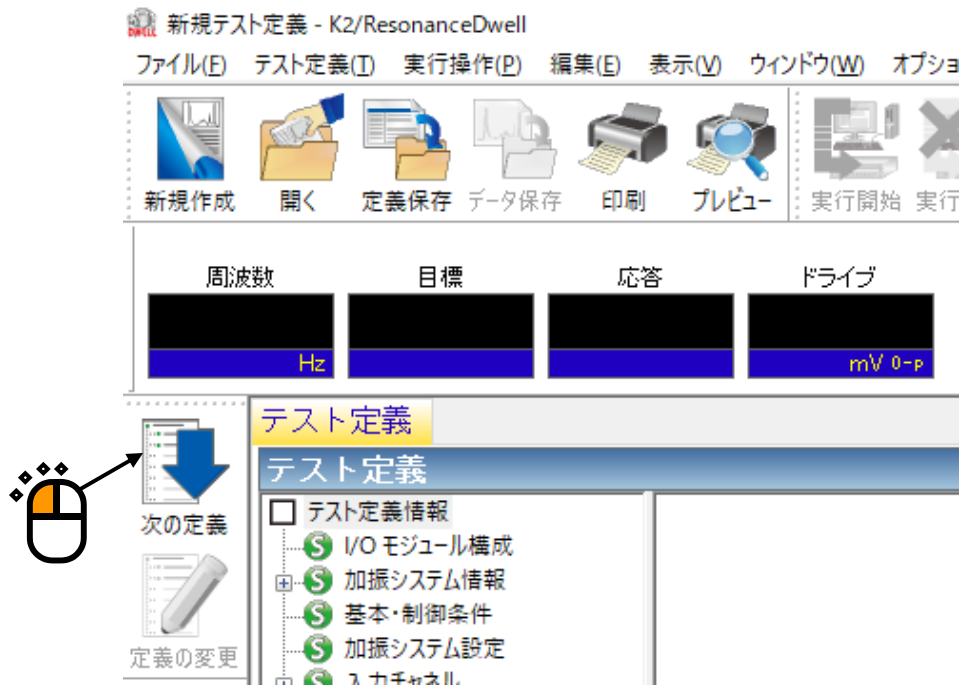 新規テスト定義 - K2/ResonanceDwell
ファイル(F) テスト定義(T) 実行操作(P) 編集(E) 表示(V) ウィンドウ(W) オプショ
新規作成 開く 定義保存 データ保存 印刷 プレビュー 実行開始 実行
周波数 目標 応答 ドライブ
Hz mV 0-p
テスト定義
テスト定義
次の定義
定義の変更
テスト定義情報
I/O モジュール構成
加振システム情報
基本・制御条件
加振システム設定
入力チャネル